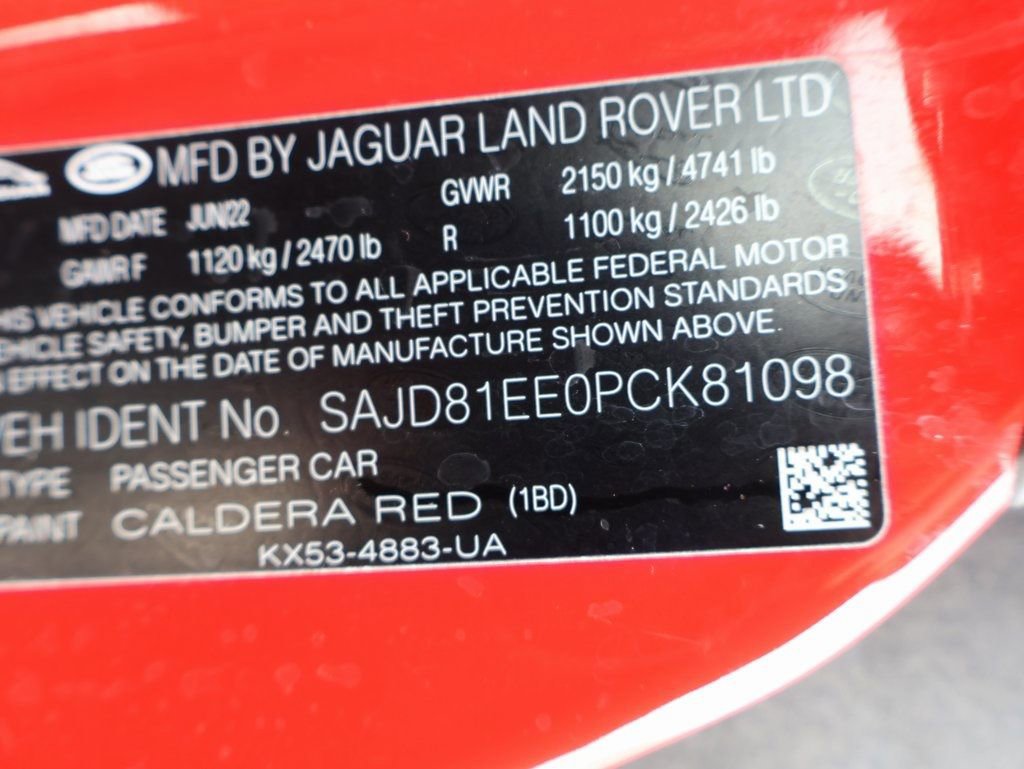 MFD BY JAGUAR LAND ROVER LTD
MFD DATE JUN/22 GVWR 2150 kg / 4741 lb
GAWR F 1120 kg / 2470 lb R 1100 kg / 2426 lb
HIS VEHICLE CONFORMS TO ALL APPLICABLE FEDERAL MOTOR
EHICLE SAFETY, BUMPER AND THEFT PREVENTION STANDARDS
EFFECT ON THE DATE OF MANUFACTURE SHOWN ABOVE.
VEH IDENT No. SAJD81EE0PCK81098
TYPE PASSENGER CAR
PAINT CALDERA RED (1BD)
KX53-4883-UA